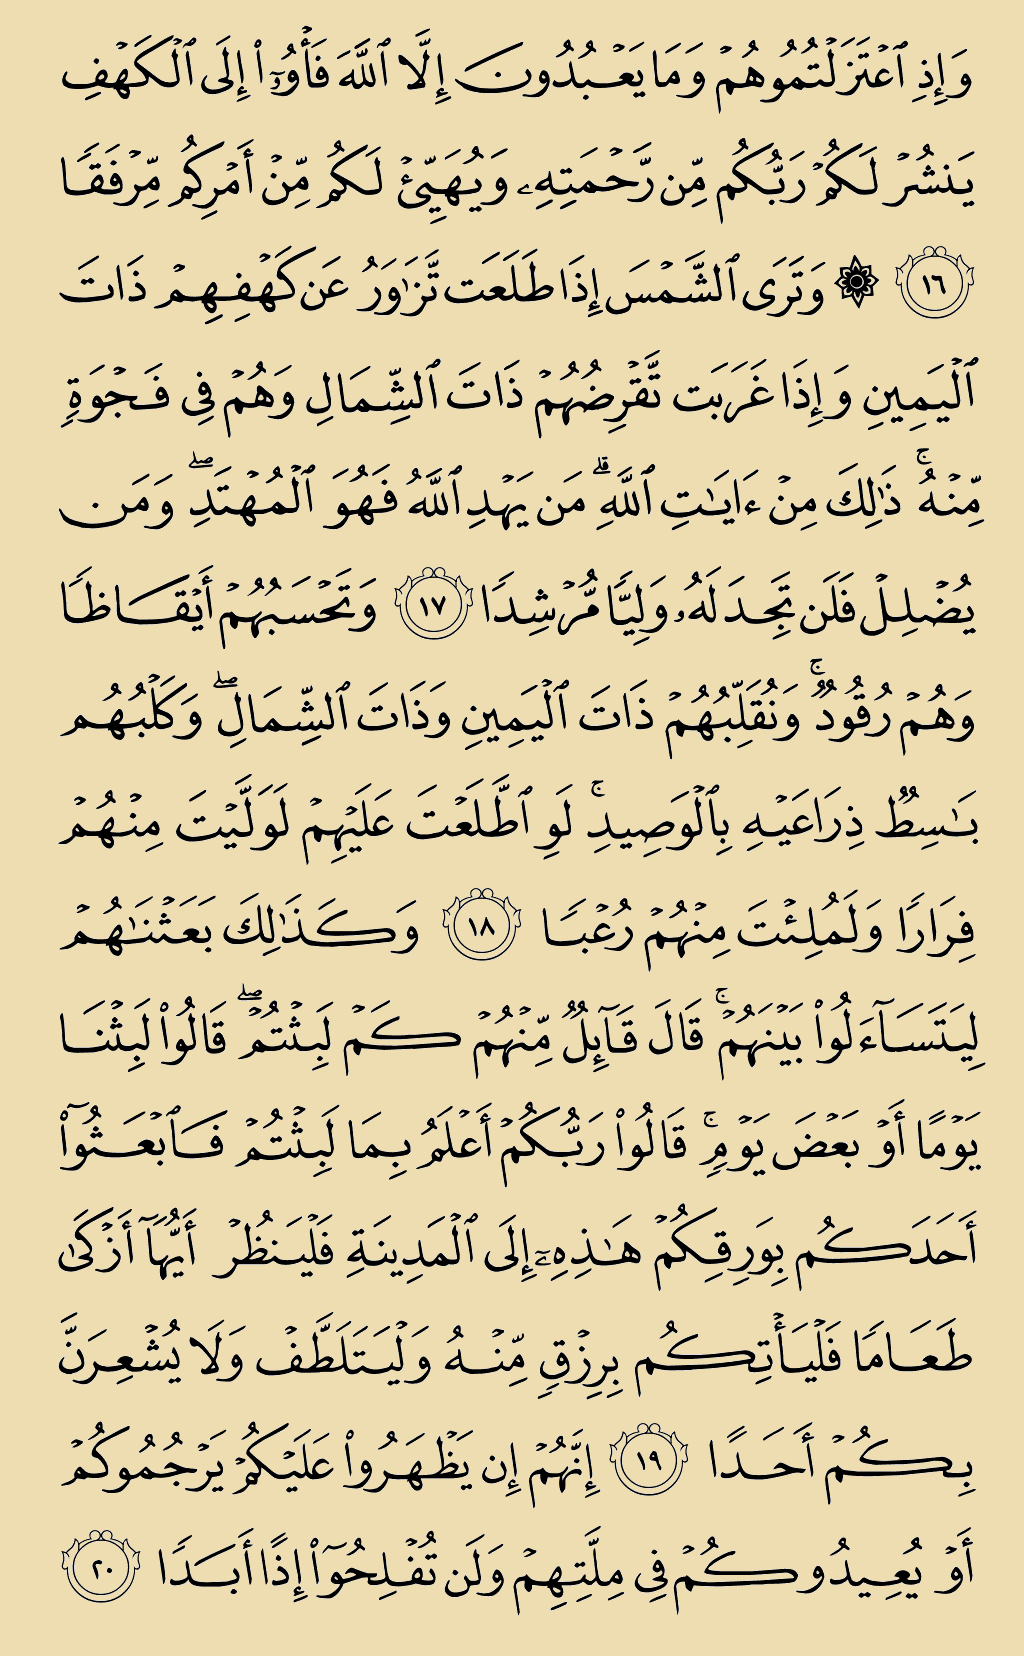 وَإِذِ ٱعْتَزَلْتُمُوهُمْ وَمَا يَعْبُدُونَ إِلَّا ٱللَّهَ فَأْوُۥٓا۟ إِلَى ٱلْكَهْفِ
يَنشُرْ لَكُمْ رَبُّكُم مِّن رَّحْمَتِهِۦ وَيُهَيِّئْ لَكُم مِّنْ أَمْرِكُم مِّرْفَقًا
١٦ ۞ وَتَرَى ٱلشَّمْسَ إِذَا طَلَعَت تَّزَٰوَرُ عَن كَهْفِهِمْ ذَاتَ
ٱلْيَمِينِ وَإِذَا غَرَبَت تَّقْرِضُهُمْ ذَاتَ ٱلشِّمَالِ وَهُمْ فِى فَجْوَةٍ
مِّنْهُ ۚ ذَٰلِكَ مِنْ ءَايَـٰتِ ٱللَّهِ ۗ مَن يَهْدِ ٱللَّهُ فَهُوَ ٱلْمُهْتَدِ ۖ وَمَن
يُضْلِلْ فَلَن تَجِدَ لَهُۥ وَلِيًّا مُّرْشِدًا ١٧ وَتَحْسَبُهُمْ أَيْقَاظًا
وَهُمْ رُقُودٌ ۚ وَنُقَلِّبُهُمْ ذَاتَ ٱلْيَمِينِ وَذَاتَ ٱلشِّمَالِ ۖ وَكَلْبُهُم
بَـٰسِطٌ ذِرَاعَيْهِ بِٱلْوَصِيدِ ۚ لَوِ ٱطَّلَعْتَ عَلَيْهِمْ لَوَلَّيْتَ مِنْهُمْ
فِرَارًا وَلَمُلِئْتَ مِنْهُمْ رُعْبًا ١٨ وَكَذَٰلِكَ بَعَثْنَـٰهُمْ
لِيَتَسَآءَلُوا۟ بَيْنَهُمْ ۚ قَالَ قَآئِلٌ مِّنْهُمْ كَمْ لَبِثْتُمْ ۖ قَالُوا۟ لَبِثْنَا
يَوْمًا أَوْ بَعْضَ يَوْمٍ ۚ قَالُوا۟ رَبُّكُمْ أَعْلَمُ بِمَا لَبِثْتُمْ فَٱبْعَثُوٓا۟
أَحَدَكُم بِوَرِقِكُمْ هَـٰذِهِۦٓ إِلَى ٱلْمَدِينَةِ فَلْيَنظُرْ أَيُّهَآ أَزْكَىٰ
طَعَامًا فَلْيَأْتِكُم بِرِزْقٍ مِّنْهُ وَلْيَتَلَطَّفْ وَلَا يُشْعِرَنَّ
بِكُمْ أَحَدًا ١٩ إِنَّهُمْ إِن يَظْهَرُوا۟ عَلَيْكُمْ يَرْجُمُوكُمْ
أَوْ يُعِيدُوكُمْ فِى مِلَّتِهِمْ وَلَن تُفْلِحُوٓا۟ إِذًا أَبَدًا ٢٠